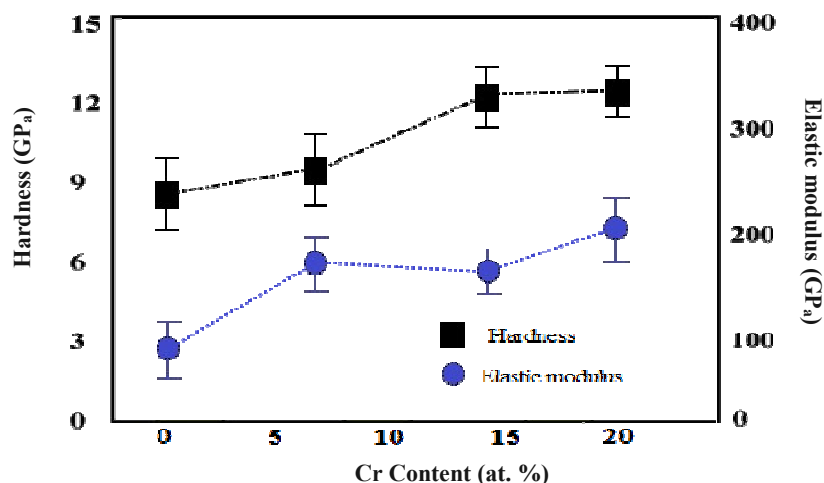 15
12
9
6
3
0
Hardness (GPa)
400
300
200
100
0
Elastic modulus (GPa)
Hardness
Elastic modulus
0 5 10 15 20
Cr Content (at. %)